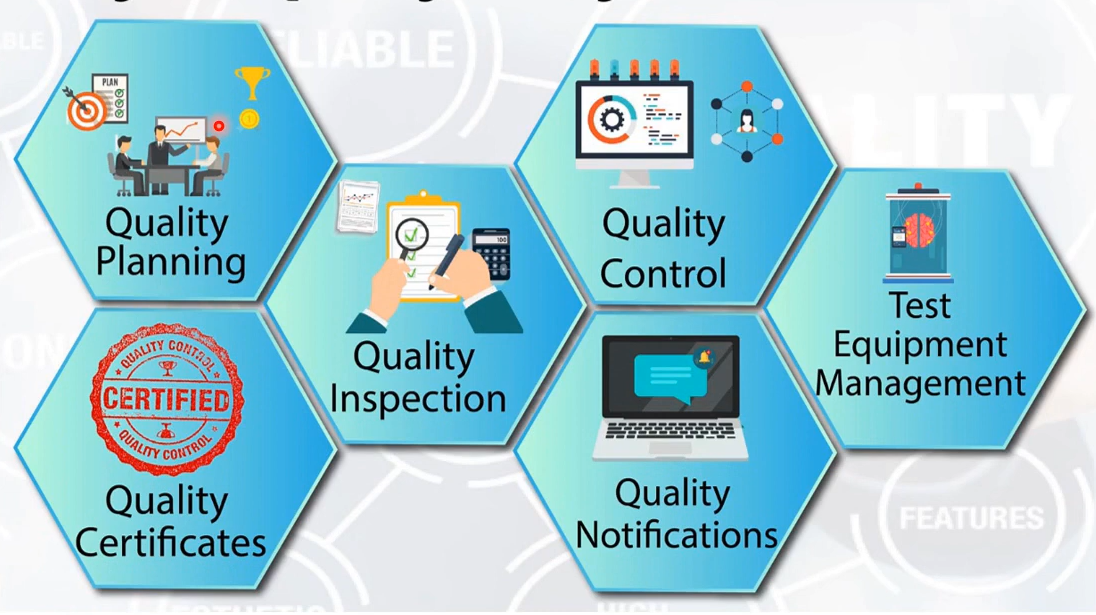 PLAN
Quality
Planning
QUALITY CONTROL
CERTIFIED
QUALITY CONTROL
Quality
Certificates
100
Quality
Inspection
Quality
Control
Quality
Notifications
Test
Equipment
Management
FEATURES